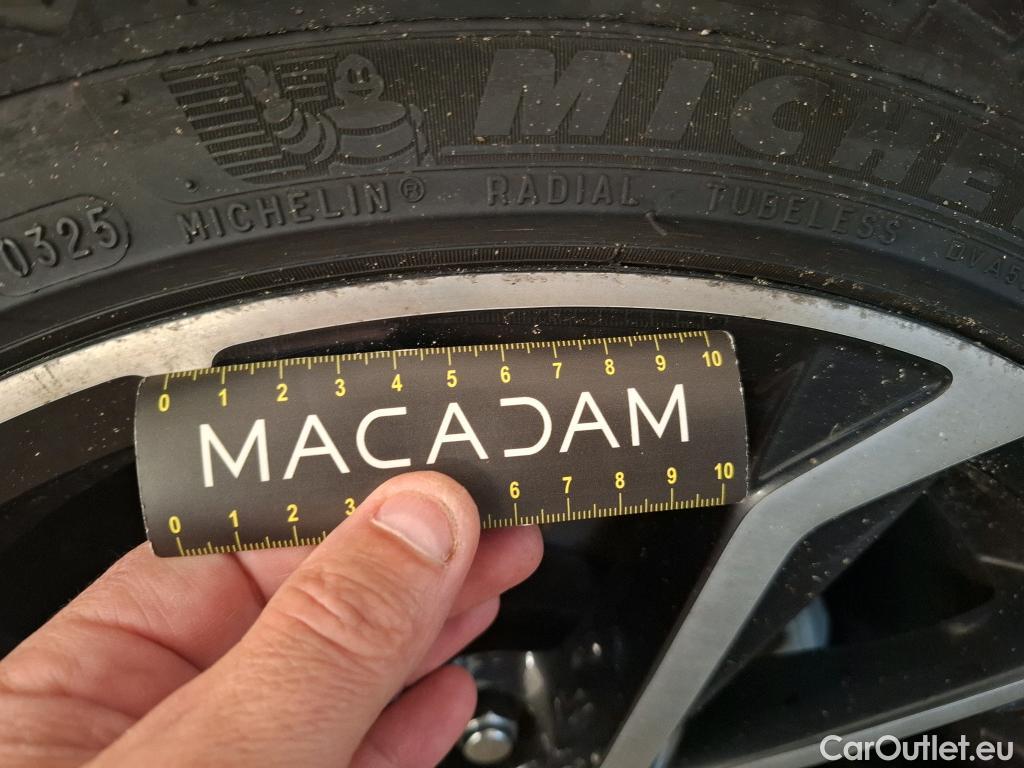 MICHE
0325 MICHELIN® RADIAL TUBELESS DVA5
0 1 2 3 4 5 6 7 8 9 10
MACADAM
0 1 2 3 6 7 8 9 10
CarOutlet.eu